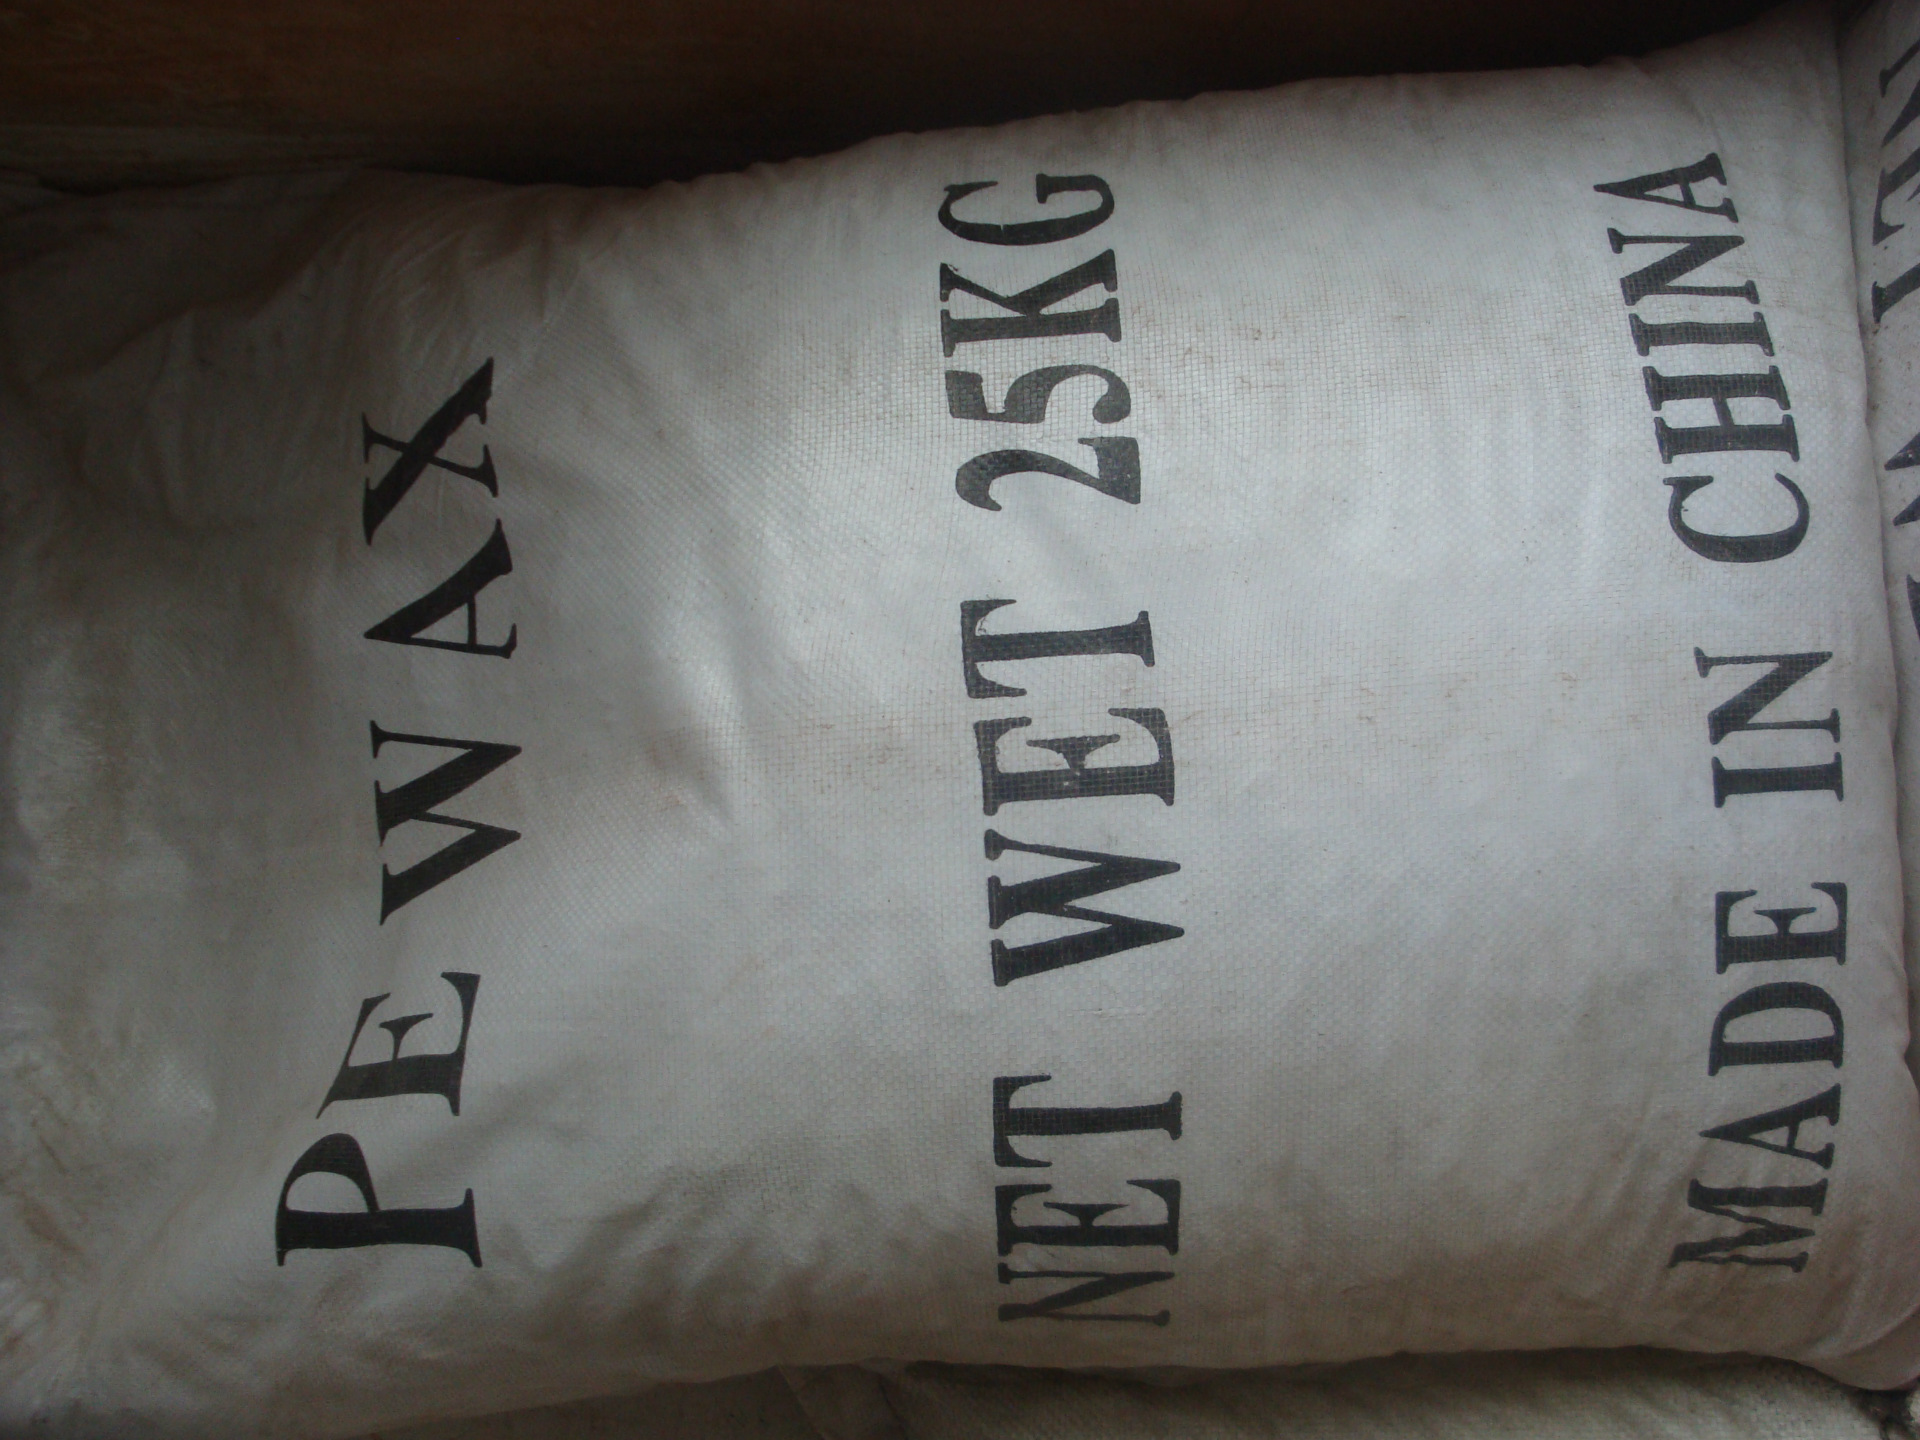 PE WAX
NET WET 25KG
MADE IN CHINA